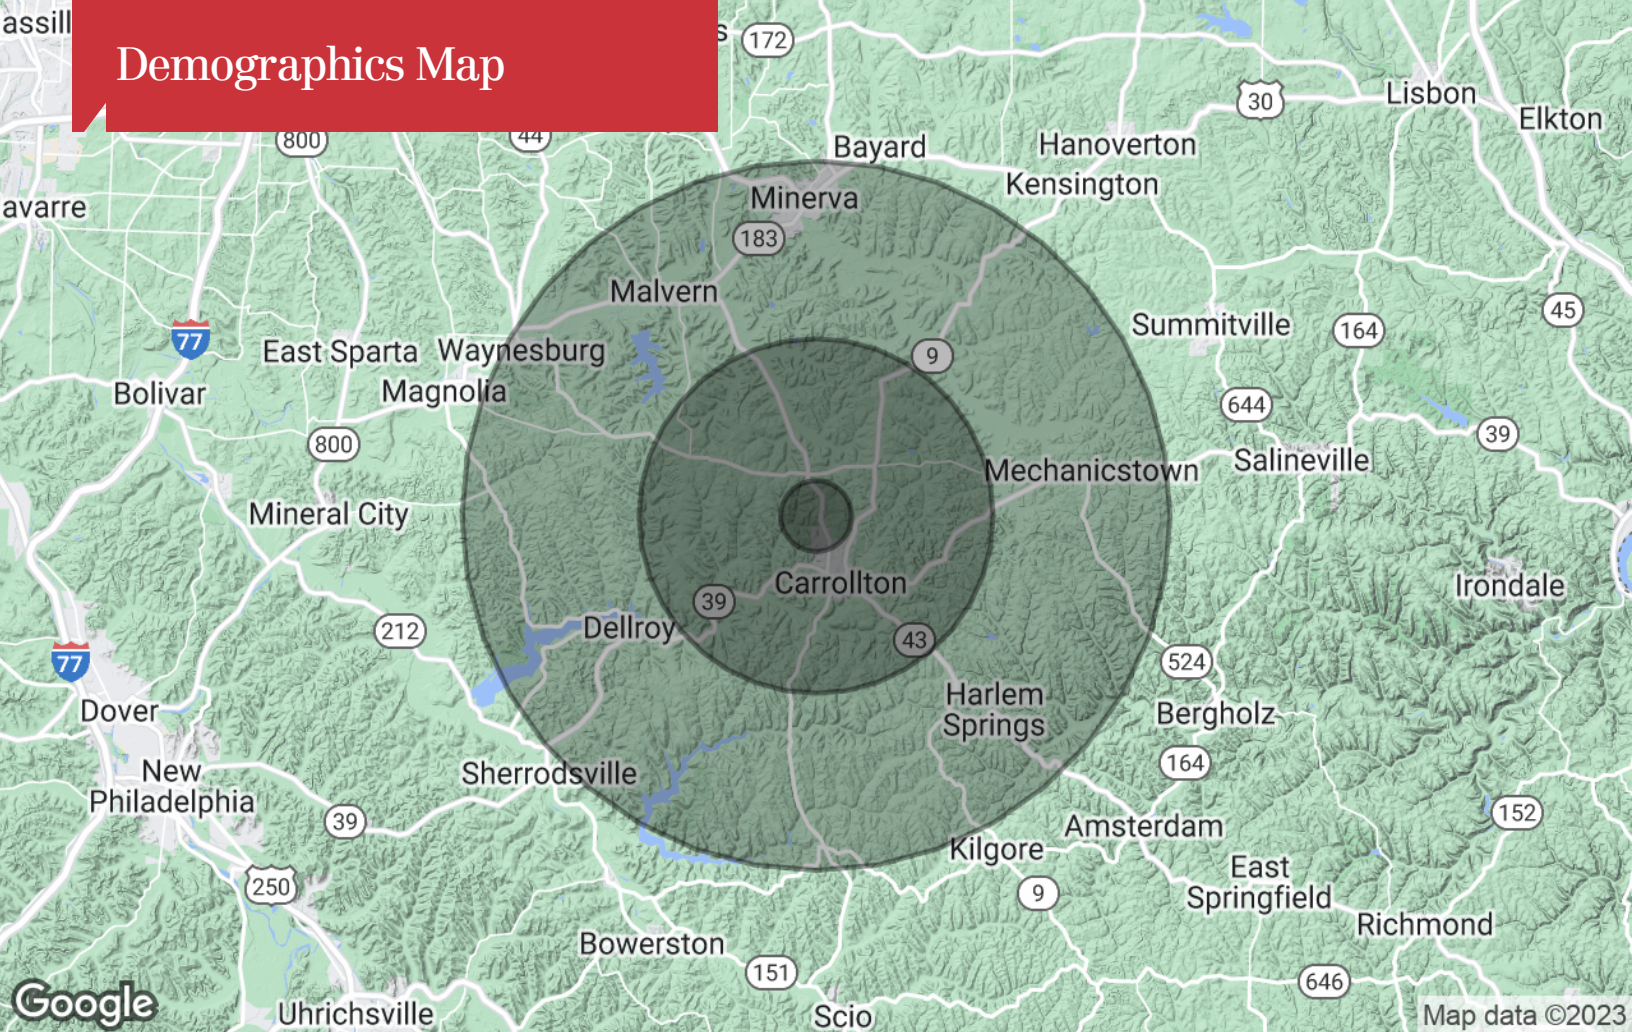 Demographics Map
assill
s
172
30
Lisbon
Elkton
800
44
Bayard
Hanoverton
Kensington
avarre
Minerva
183
Malvern
45
77
Summitville
164
East Sparta
Waynesburg
9
Bolivar
Magnolia
644
800
39
Mechanicstown
Salineville
Mineral City
Carrollton
Irondale
39
212
Dellroy
43
77
524
Dover
Harlem
Springs
Bergholz
164
New
Philadelphia
Sherrodsville
39
152
Amsterdam
Kilgore
250
9
East
Springfield
Richmond
Bowerston
151
646
Google
Uhrichsville
Scio
Map data ©2023